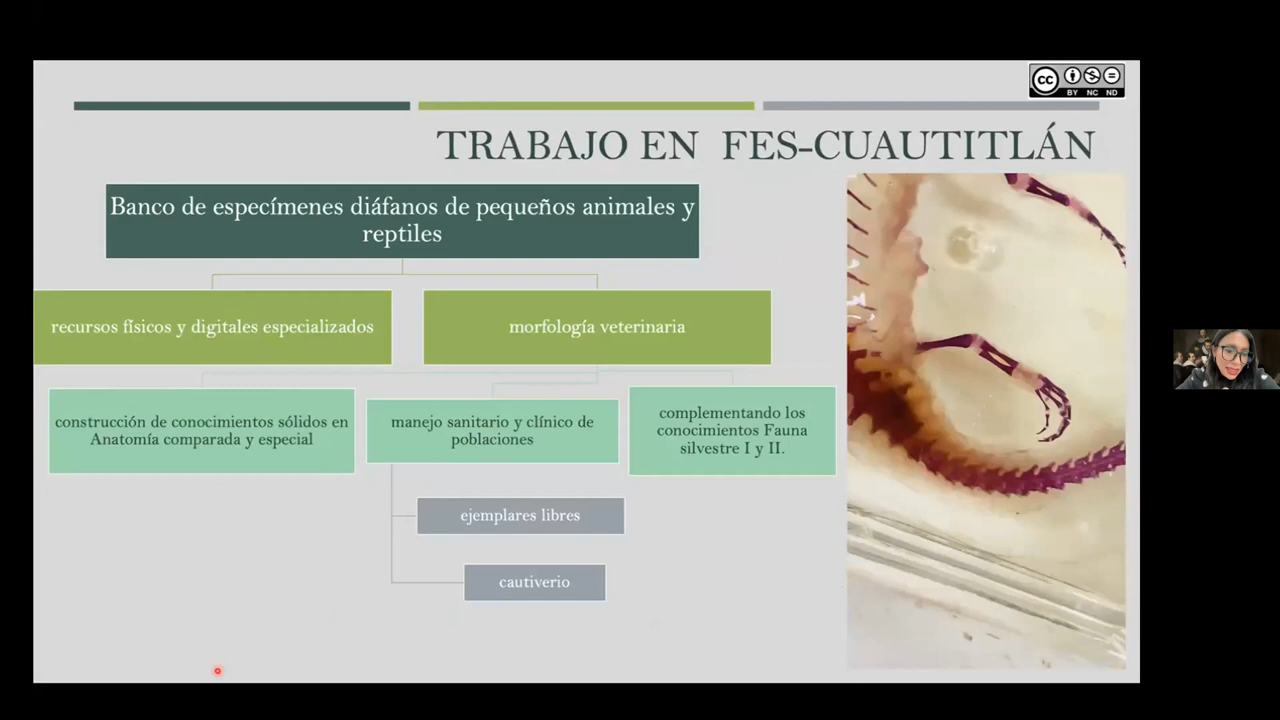 CC BY NC ND
TRABAJO EN FES-CUAUTITLÁN
Banco de especímenes diáfanos de pequeños animales y
reptiles
recursos físicos y digitales especializados
morfología veterinaria
construcción de conocimientos sólidos en
Anatomía comparada y especial
manejo sanitario y clínico de
poblaciones
complementando los
conocimientos Fauna
silvestre I y II.
ejemplares libres
cautiverio